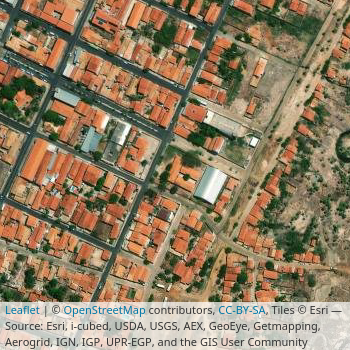 Leaflet | © OpenStreetMap contributors, CC-BY-SA, Tiles © Esri —
Source: Esri, i-cubed, USDA, USGS, AEX, GeoEye, Getmapping,
Aerogrid, IGN, IGP, UPR-EGP, and the GIS User Community